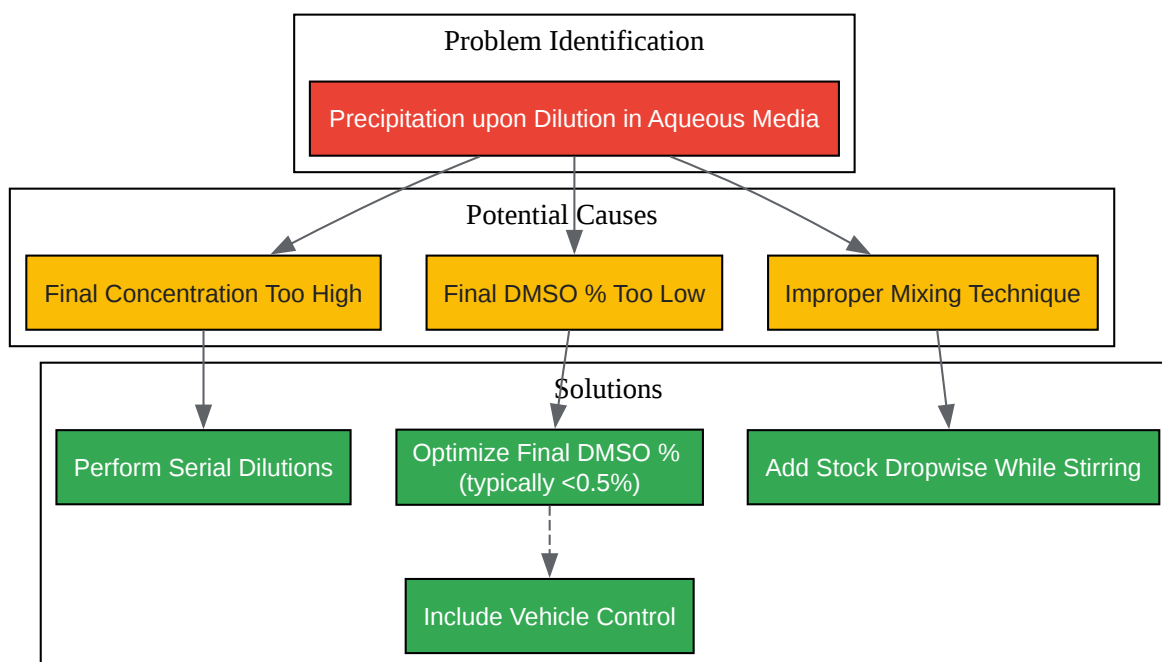 Problem Identification
Precipitation upon Dilution in Aqueous Media
Potential Causes
Final Concentration Too High
Final DMSO % Too Low
Improper Mixing Technique
Solutions
Perform Serial Dilutions
Optimize Final DMSO %
(typically <0.5%)
Add Stock Dropwise While Stirring
Include Vehicle Control